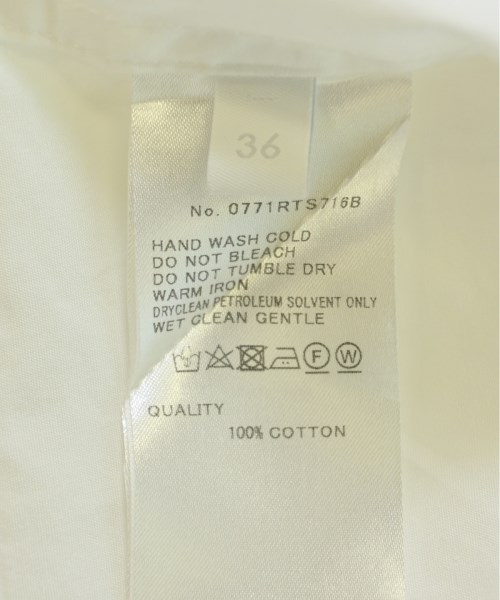 36
No. 0771RTS716B
HAND WASH COLD
DO NOT BLEACH
DO NOT TUMBLE DRY
WARM IRON
DRYCLEAN PETROLEUM SOLVENT ONLY
WET CLEAN GENTLE
F W
QUALITY
100% COTTON